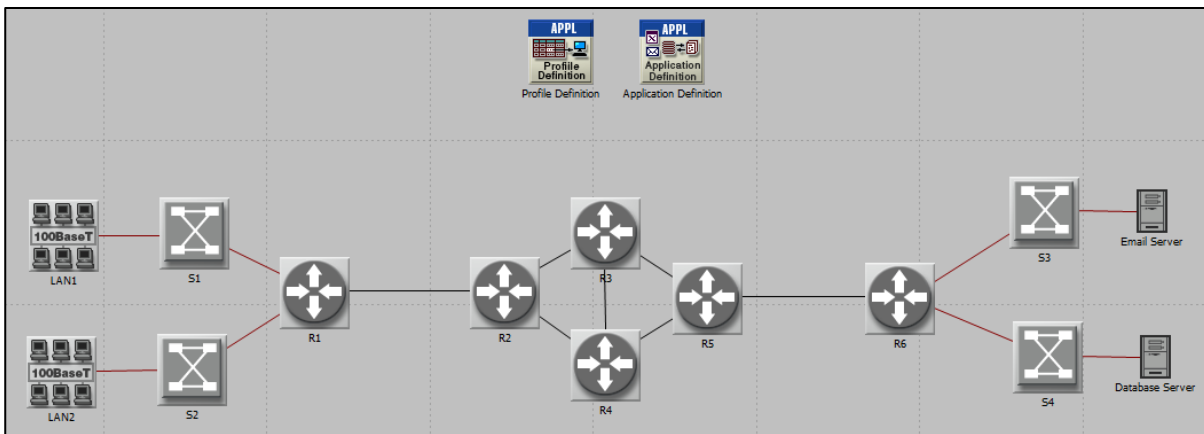 APPL
Profiile
Definition
Profile Definition
APPL
Application
Definition
Application Definition
100BaseT
LAN1
S1
R1
R2
R3
R4
R5
R6
S3
Email Server
100BaseT
LAN2
S2
S4
Database Server